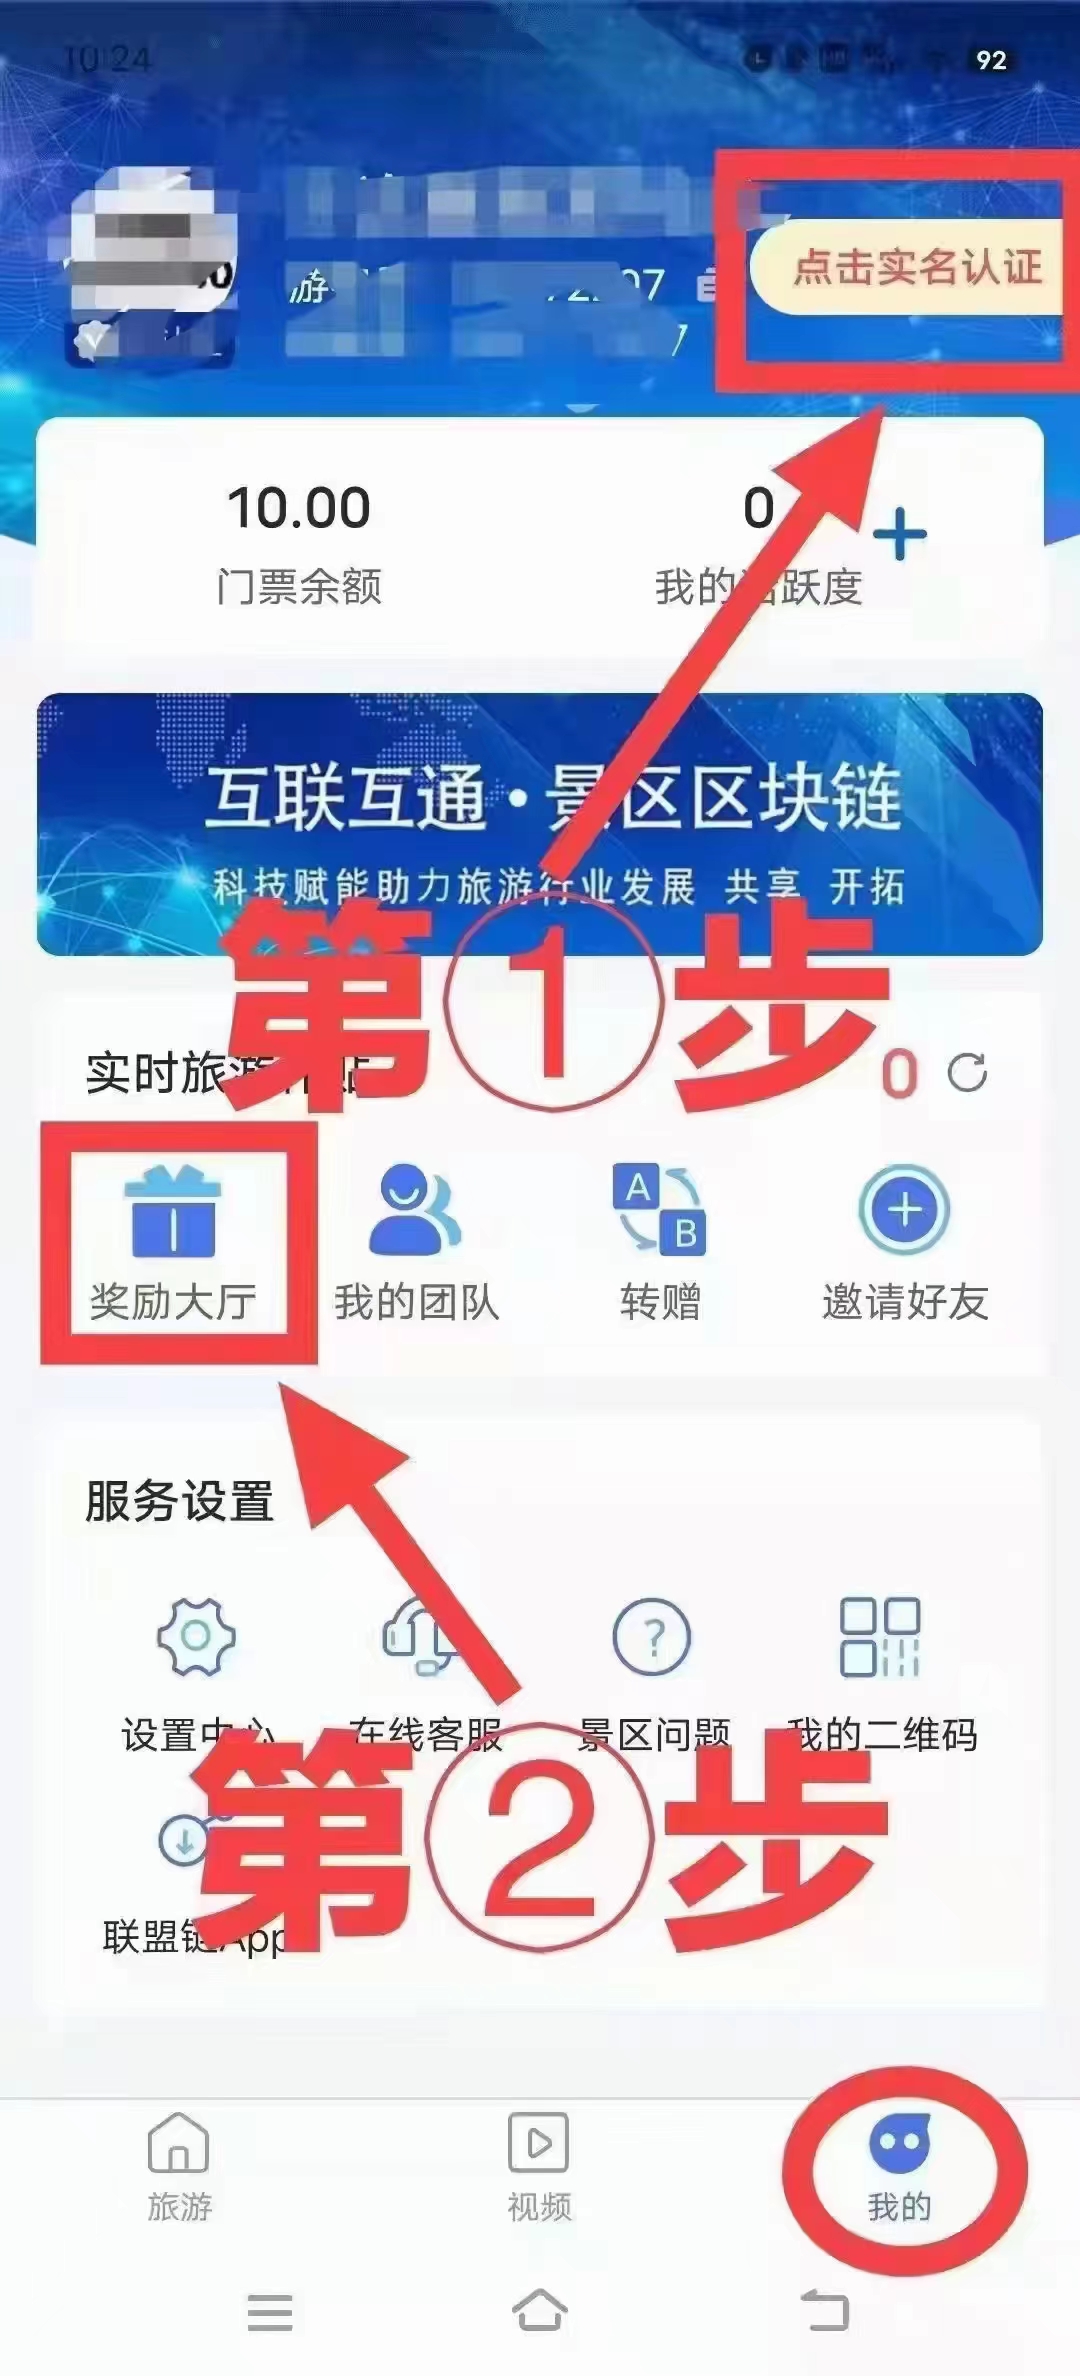 10:24
92
点击实名认证
游
07
10.00
0
门票余额
我的活跃度
互联互通·景区区块链
科技赋能助力旅游行业发展 共享 开拓
第①步
实时旅游补贴
0
奖励大厅
我的团队
转赠
A
B
邀请好友
服务设置
设置中心
在线客服
景区问题
我的二维码
第②步
联盟链App
旅游
视频
我的